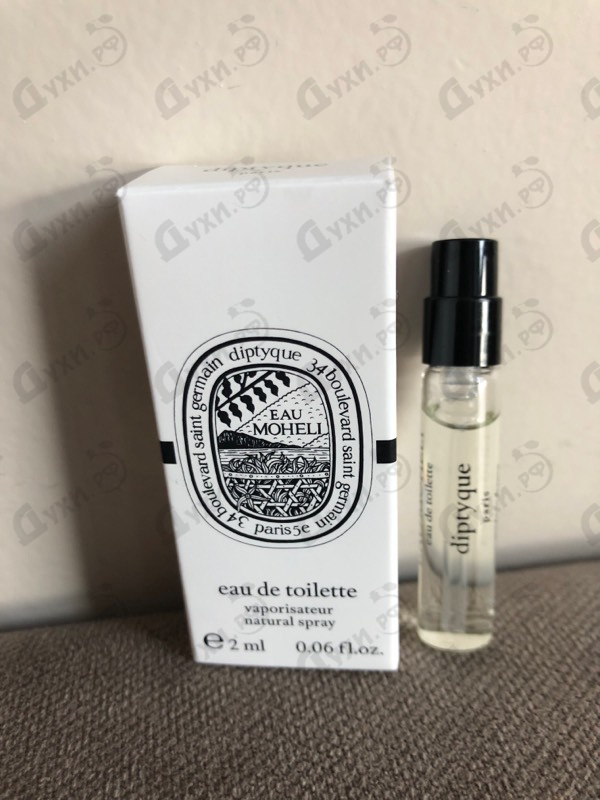 diptyque
34 boulevard saint germain diptyque 34 boulevard saint germain paris 5e
EAU
MOHELI
eau de toilette
vaporisateur
natural spray
e 2 ml 0.06 fl.oz.
eau de toilette
diptyque
paris
Духи.рф